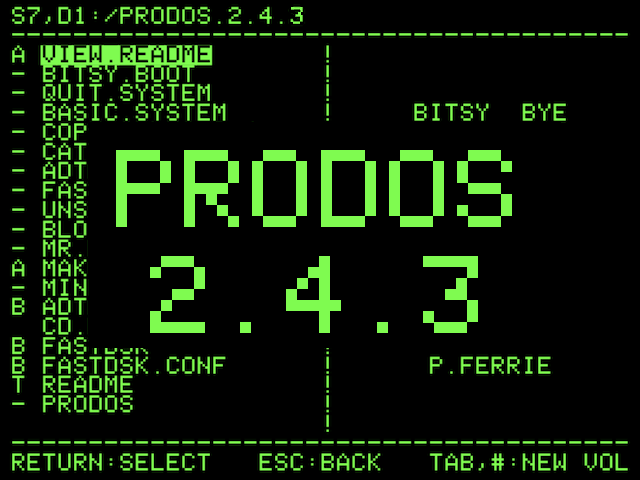 S7,D1:/PRODOS.2.4.3
A VIEW.README
- BITSY.BOOT
- QUIT.SYSTEM
- BASIC.SYSTEM ! BITSY BYE
- COP
- CAT
- ADT
- FAS
- UNS
- BLO
- MR.
A MAK
- MIN
B ADT
CD.
PRODOS
2.4.3
B FASTDSK
B FASTDSK.CONF ! P.FERRIE
T README
- PRODOS
RETURN:SELECT ESC:BACK TAB,#:NEW VOL